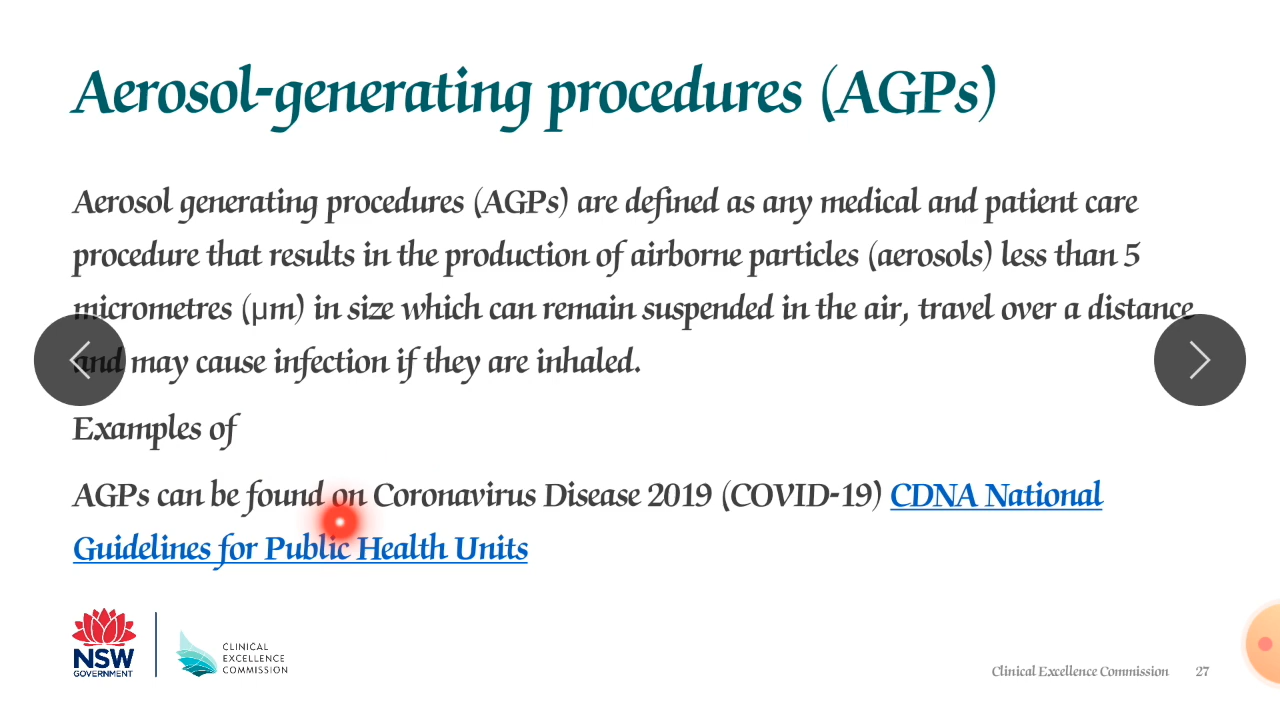 Aerosol-generating procedures (AGPs)
Aerosol generating procedures (AGPs) are defined as any medical and patient care
procedure that results in the production of airborne particles (aerosols) less than 5
micrometres (μm) in size which can remain suspended in the air, travel over a distance
and may cause infection if they are inhaled.
Examples of
AGPs can be found on Coronavirus Disease 2019 (COVID-19) CDNA National
Guidelines for Public Health Units
NSW
GOVERNMENT
CLINICAL
EXCELLENCE
COMMISSION
Clinical Excellence Commission 27